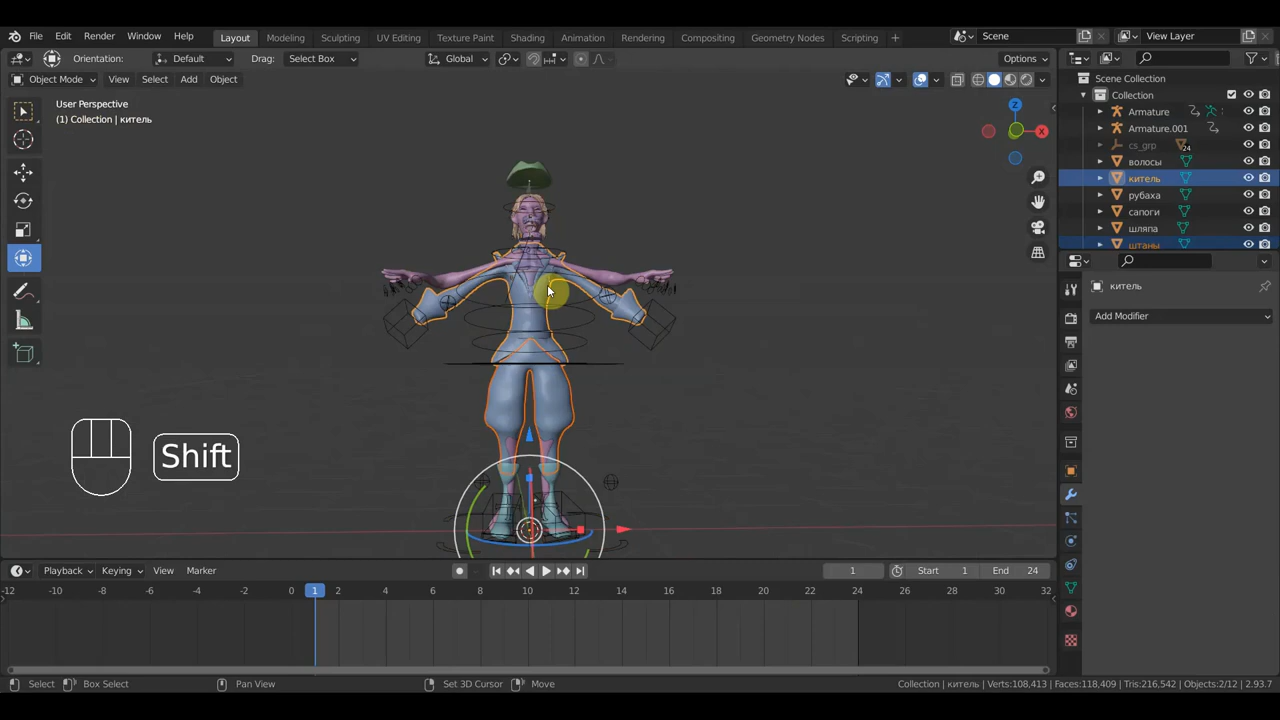 File Edit Render Window Help Layout Modeling Sculpting UV Editing Texture Paint Shading Animation Rendering Compositing Geometry Nodes Scripting + Scene View Layer
Orientation: Default Drag: Select Box Global Options
Object Mode View Select Add Object
User Perspective
(1) Collection | китель
Z
X
Scene Collection
Collection
Armature
Armature.001
cs_grp 24
волосы
китель
рубаха
сапоги
шляпа
штаны
китель
Add Modifier
Shift
Playback Keying View Marker 1 Start 1 End 24
-12 -10 -8 -6 -4 -2 0 1 2 4 6 8 10 12 14 16 18 20 22 24 26 28 30 32
Select Box Select Pan View Set 3D Cursor Move Collection | китель Verts:108,413 Faces:118,409 Tris:216,542 Objects:2/12 2.93.7